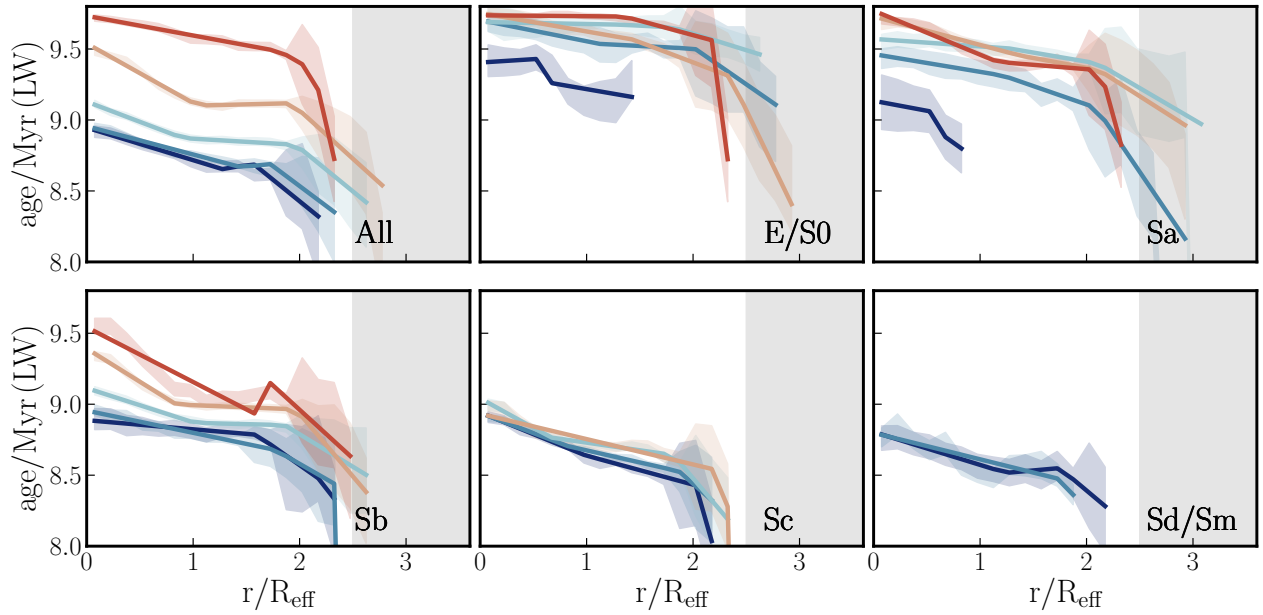 age/Myr (LW)
9.5
9.0
8.5
8.0
All
E/S0
Sa
age/Myr (LW)
9.5
9.0
8.5
8.0
Sb
Sc
Sd/Sm
0 1 2 3 0 1 2 3 0 1 2 3
r/Reff r/Reff r/Reff